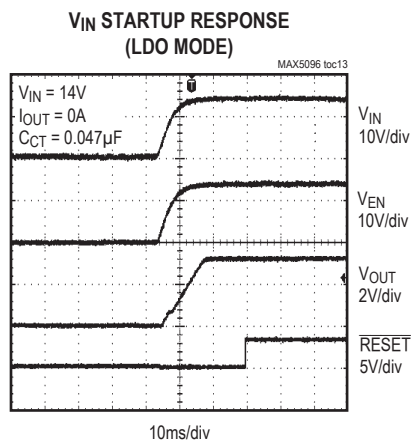 VIN STARTUP RESPONSE
(LDO MODE)
MAX5096 toc13
T
VIN = 14V
IOUT = 0A
CCT = 0.047µF
VIN
10V/div
VEN
10V/div
VOUT
2V/div
RESET
5V/div
10ms/div